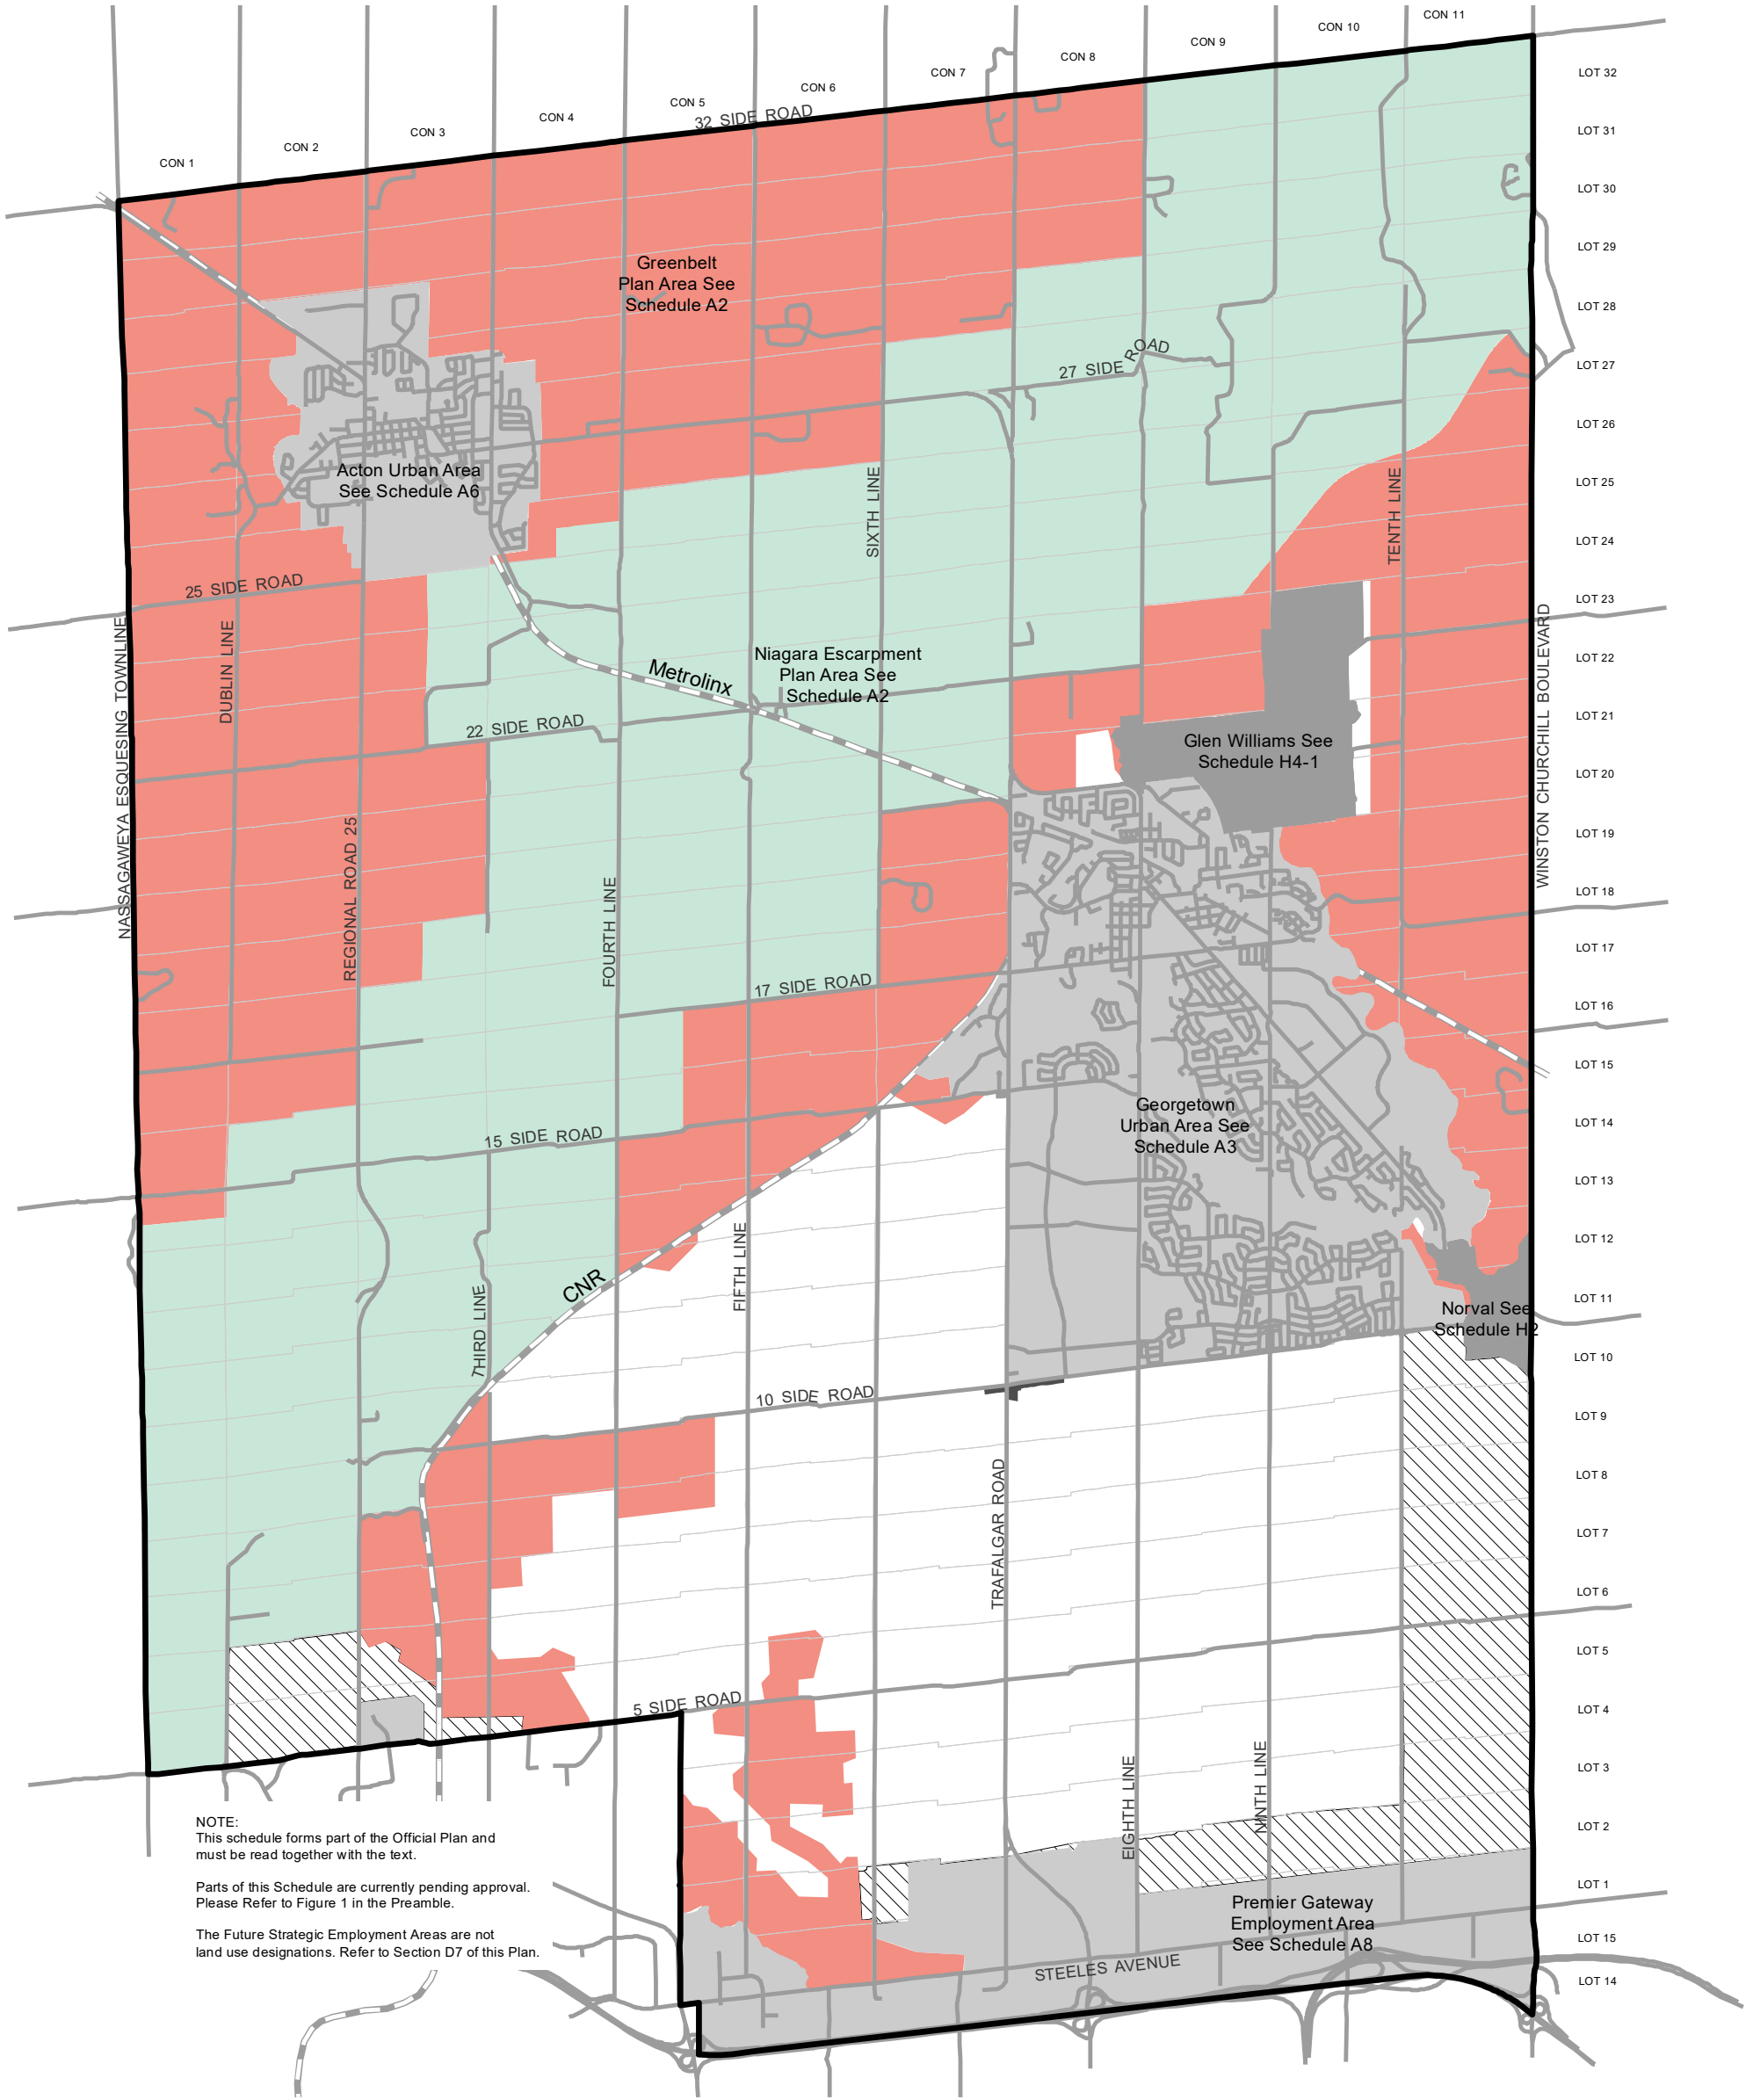 CON 11
CON 10
CON 9
CON 8
CON 7
CON 6
CON 5
CON 4
CON 3
CON 2
CON 1
32 SIDE ROAD
LOT 32
LOT 31
LOT 30
LOT 29
LOT 28
LOT 27
LOT 26
LOT 25
LOT 24
LOT 23
LOT 22
LOT 21
LOT 20
LOT 19
LOT 18
LOT 17
LOT 16
LOT 15
LOT 14
LOT 13
LOT 12
LOT 11
LOT 10
LOT 9
LOT 8
LOT 7
LOT 6
LOT 5
LOT 4
LOT 3
LOT 2
LOT 1
LOT 15
LOT 14
Greenbelt
Plan Area See
Schedule A2
27 SIDE ROAD
Acton Urban Area
See Schedule A6
SIXTH LINE
TENTH LINE
25 SIDE ROAD
NASSAGAWEYA ESQUESING TOWNLINE
DUBLIN LINE
WINSTON CHURCHILL BOULEVARD
Metrolinx
Niagara Escarpment
Plan Area See
Schedule A2
22 SIDE ROAD
Glen Williams See
Schedule H4-1
REGIONAL ROAD 25
FOURTH LINE
17 SIDE ROAD
15 SIDE ROAD
Georgetown
Urban Area See
Schedule A3
THIRD LINE
CNR
FIFTH LINE
Norval See
Schedule H2
10 SIDE ROAD
TRAFALGAR ROAD
5 SIDE ROAD
EIGHTH LINE
NINTH LINE
Premier Gateway
Employment Area
See Schedule A8
STEELES AVENUE
NOTE:
This schedule forms part of the Official Plan and
must be read together with the text.
Parts of this Schedule are currently pending approval.
Please Refer to Figure 1 in the Preamble.
The Future Strategic Employment Areas are not
land use designations. Refer to Section D7 of this Plan.